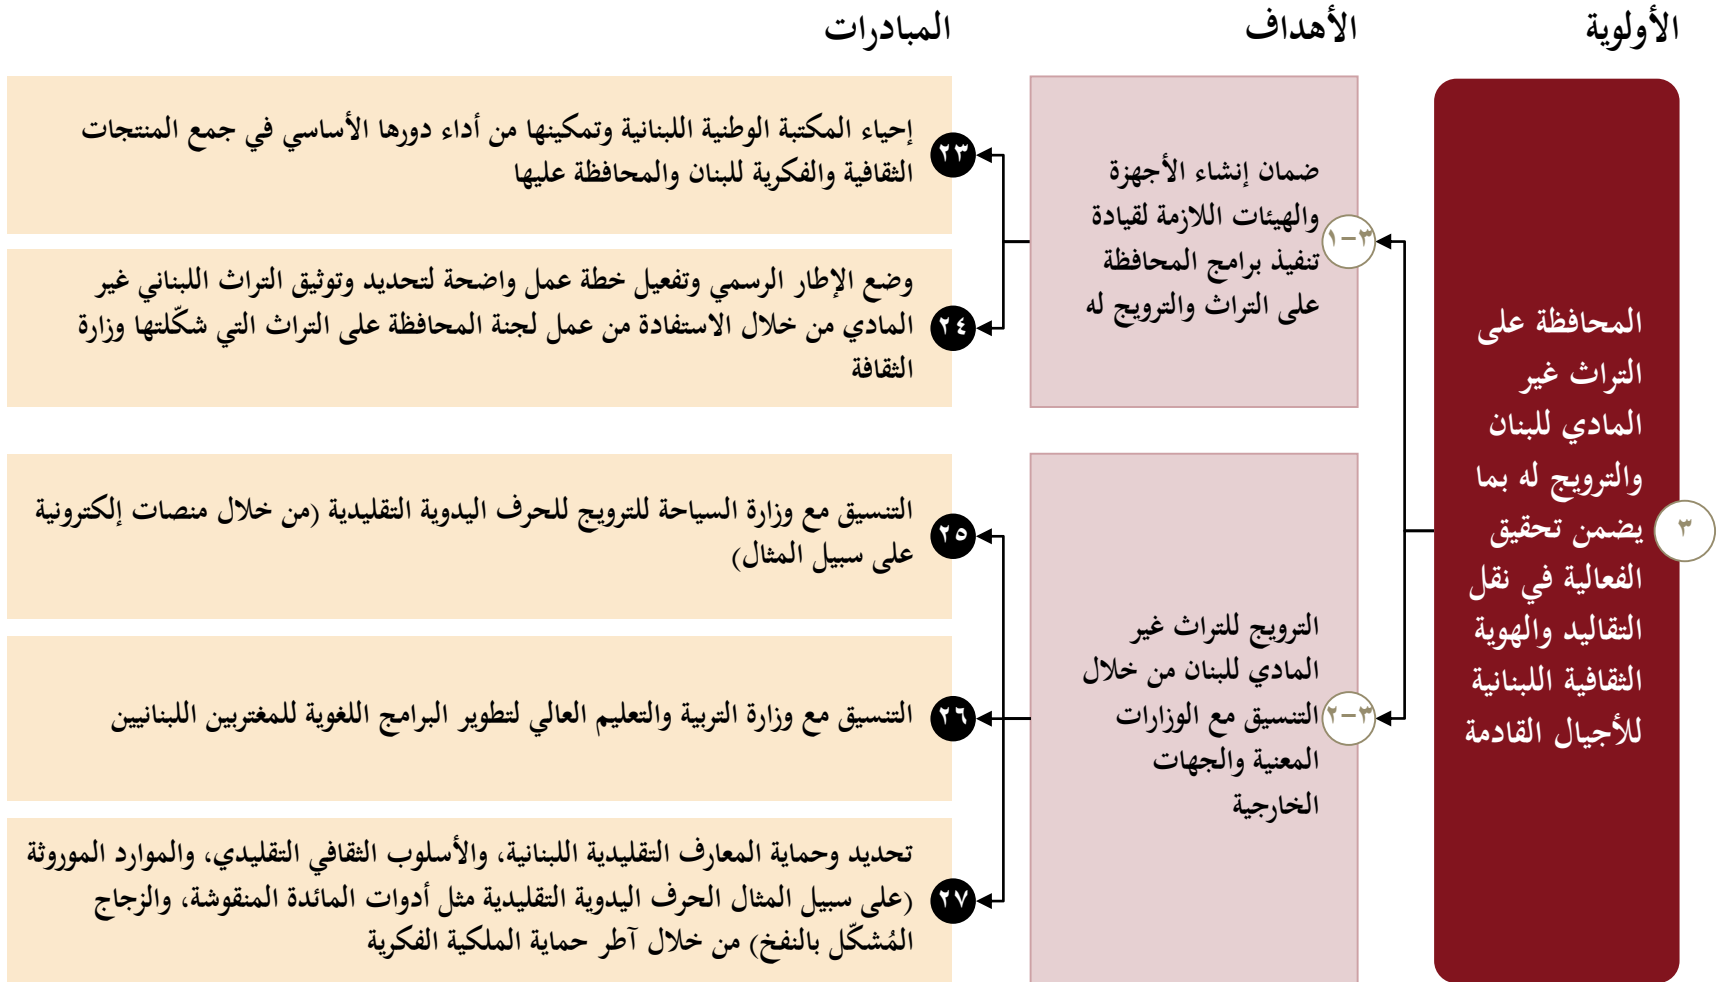 الأولوية
الأهداف
المبادرات
٣
المحافظة على
التراث غير
المادي للبنان
والترويج له بما
يضمن تحقيق
الفعالية في نقل
التقاليد والهوية
الثقافية اللبنانية
للأجيال القادمة
٣-١
ضمان إنشاء الأجهزة
والهيئات اللازمة لقيادة
تنفيذ برامج المحافظة
على التراث والترويج له
٢٣
إحياء المكتبة الوطنية اللبنانية وتمكينها من أداء دورها الأساسي في جمع المنتجات
الثقافية والفكرية للبنان والمحافظة عليها
٢٤
وضع الإطار الرسمي وتفعيل خطة عمل واضحة لتحديد وتوثيق التراث اللبناني غير
المادي من خلال الاستفادة من عمل لجنة المحافظة على التراث التي شكّلتها وزارة
الثقافة
٣-٢
الترويج للتراث غير
المادي للبنان من خلال
التنسيق مع الوزارات
المعنية والجهات
الخارجية
٢٥
التنسيق مع وزارة السياحة للترويج للحرف اليدوية التقليدية (من خلال منصات إلكترونية
على سبيل المثال)
٢٦
التنسيق مع وزارة التربية والتعليم العالي لتطوير البرامج اللغوية للمغتربين اللبنانيين
٢٧
تحديد وحماية المعارف التقليدية اللبنانية، والأسلوب الثقافي التقليدي، والموارد الموروثة
(على سبيل المثال الحرف اليدوية التقليدية مثل أدوات المائدة المنقوشة، والزجاج
المُشكّل بالنفخ) من خلال آطر حماية الملكية الفكرية